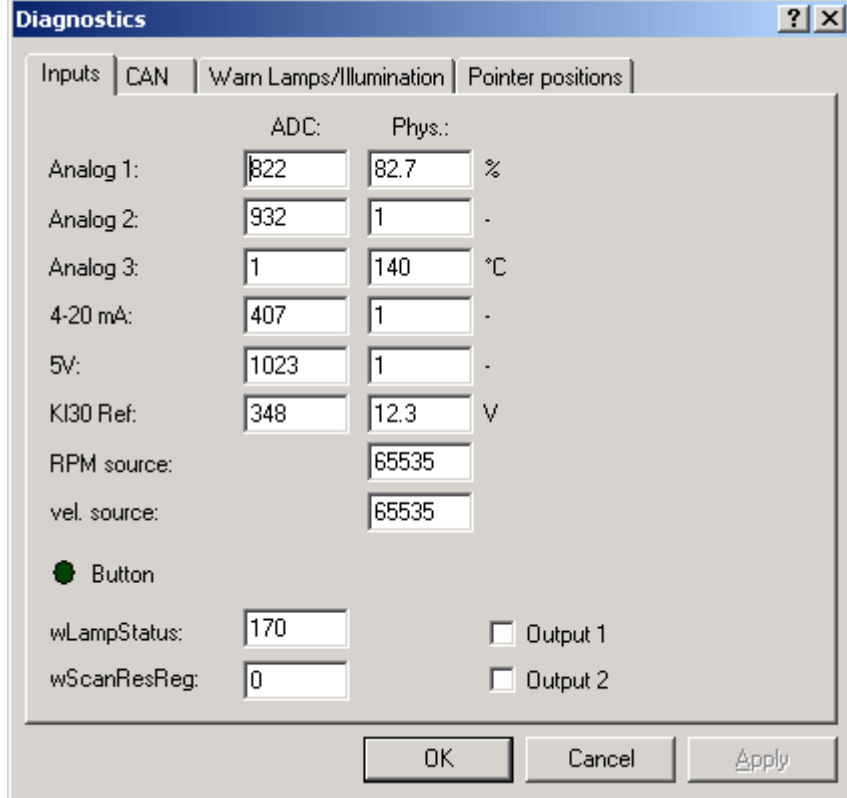 Diagnostics
Inputs CAN Warn Lamps/Illumination Pointer positions
ADC: Phys.:
Analog 1: 822 82.7 %
Analog 2: 932 1 -
Analog 3: 1 140 °C
4-20 mA: 407 1 -
5V: 1023 1 -
Kl30 Ref: 348 12.3 V
RPM source: 65535
vel. source: 65535
Button
wLampStatus: 170 Output 1
wScanResReg: 0 Output 2
OK Cancel Apply